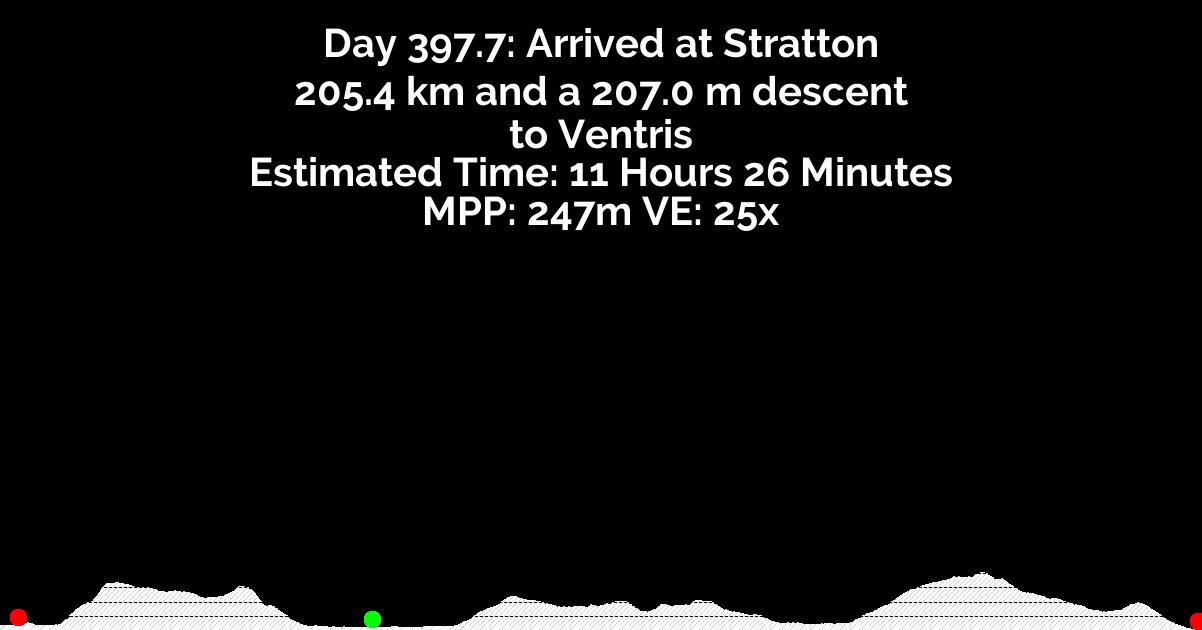 Day 397.7: Arrived at Stratton
205.4 km and a 207.0 m descent
to Ventris
Estimated Time: 11 Hours 26 Minutes
MPP: 247m VE: 25x